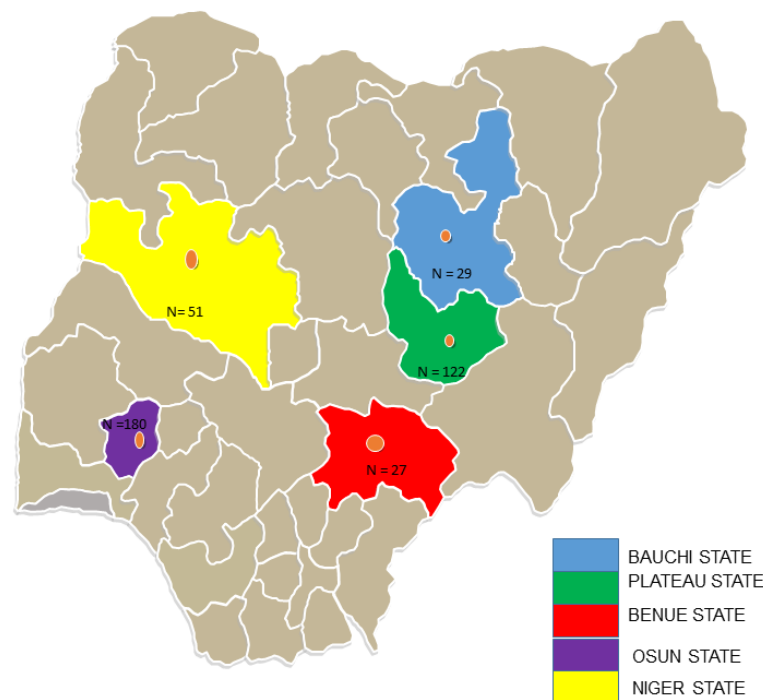 N = 29
N= 51
N = 122
N =180
N = 27
BAUCHI STATE
PLATEAU STATE
BENUE STATE
OSUN STATE
NIGER STATE